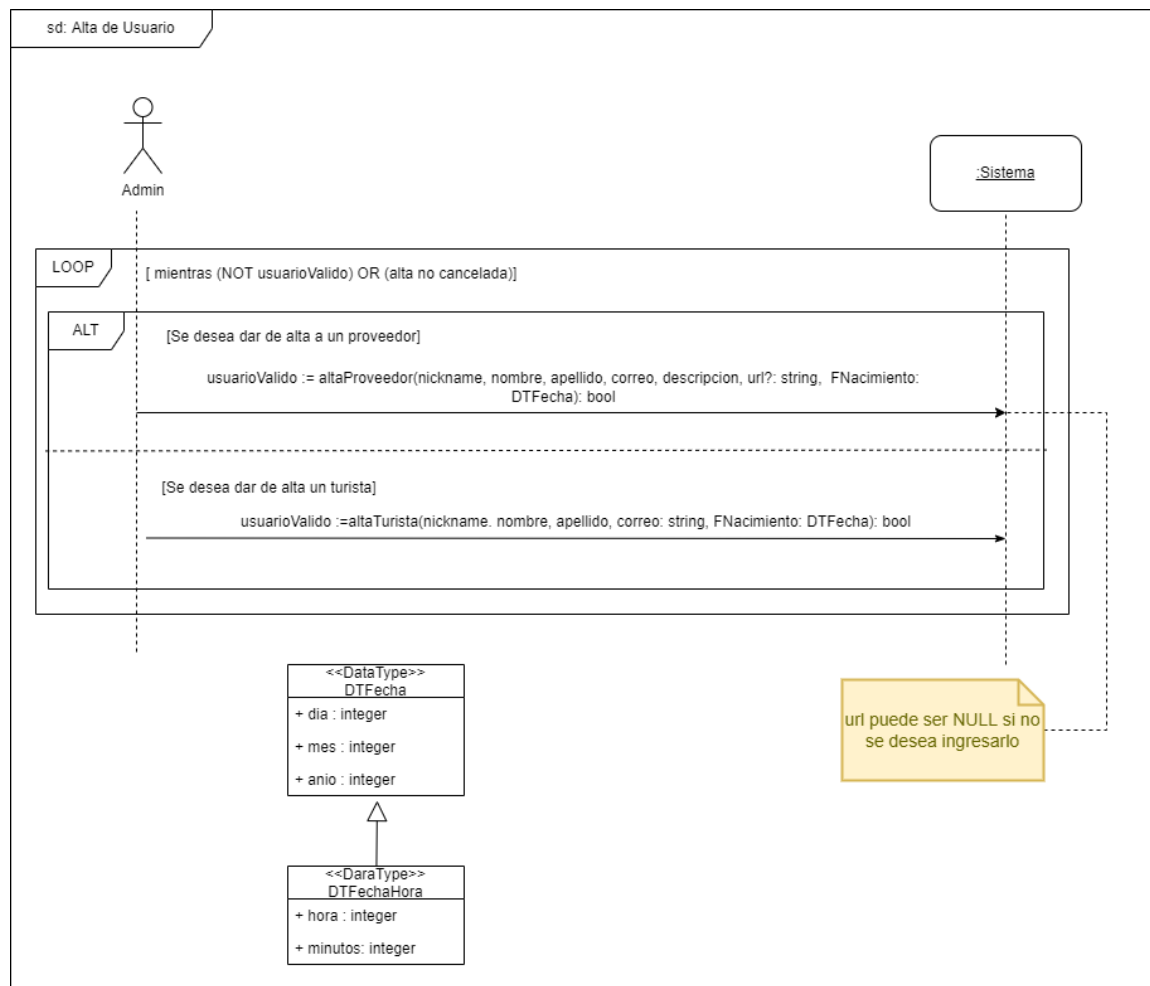 sd: Alta de Usuario
Admin
:Sistema
LOOP
[ mientras (NOT usuarioValido) OR (alta no cancelada)]
ALT
[Se desea dar de alta a un proveedor]
usuarioValido := altaProveedor(nickname, nombre, apellido, correo, descripcion, url?: string,  FNacimiento:
DTFecha): bool
[Se desea dar de alta un turista]
usuarioValido :=altaTurista(nickname. nombre, apellido, correo: string, FNacimiento: DTFecha): bool
<<DataType>>
DTFecha
+ dia : integer
+ mes : integer
+ anio : integer
url puede ser NULL si no
se desea ingresarlo
<<DaraType>>
DTFechaHora
+ hora : integer
+ minutos: integer